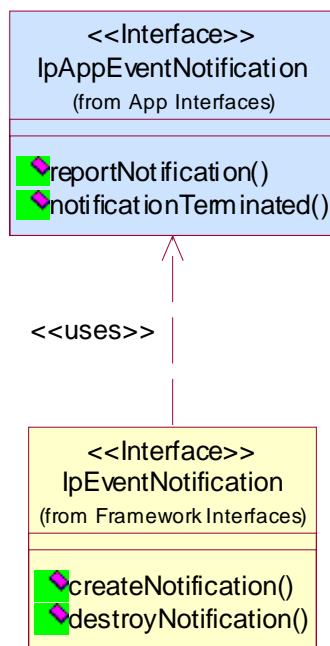 <<Interface>>
IpAppEventNotification
(from App Interfaces)
reportNotification()
notificationTerminated()
<<uses>>
<<Interface>>
IpEventNotification
(from Framework Interfaces)
createNotification()
destroyNotification()